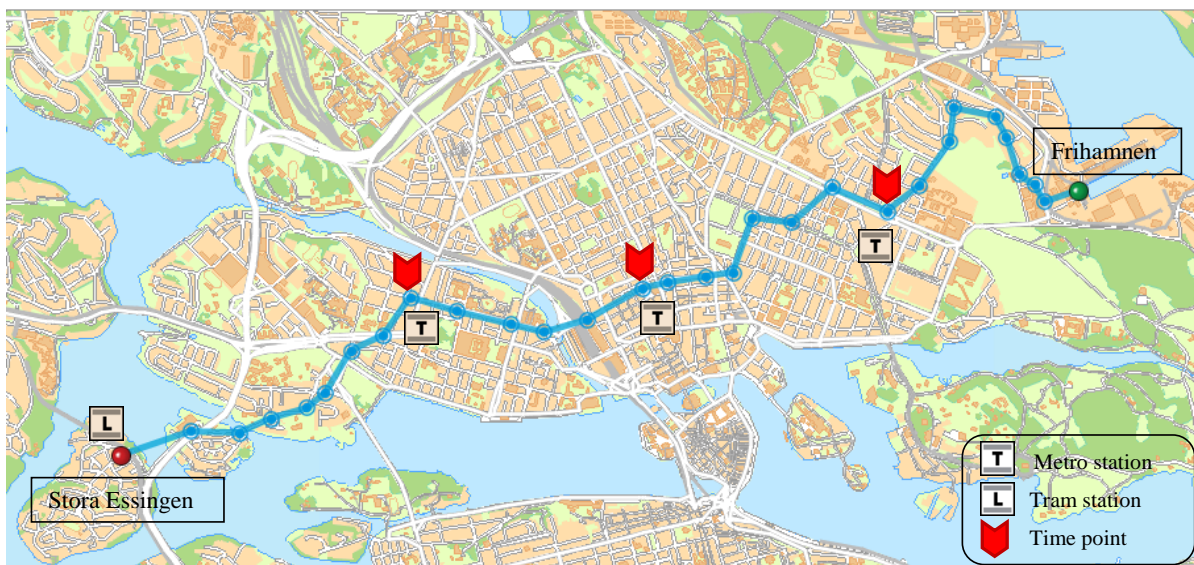 Frihamnen
T
T
T
L
Stora Essingen
T Metro station
L Tram station
Time point